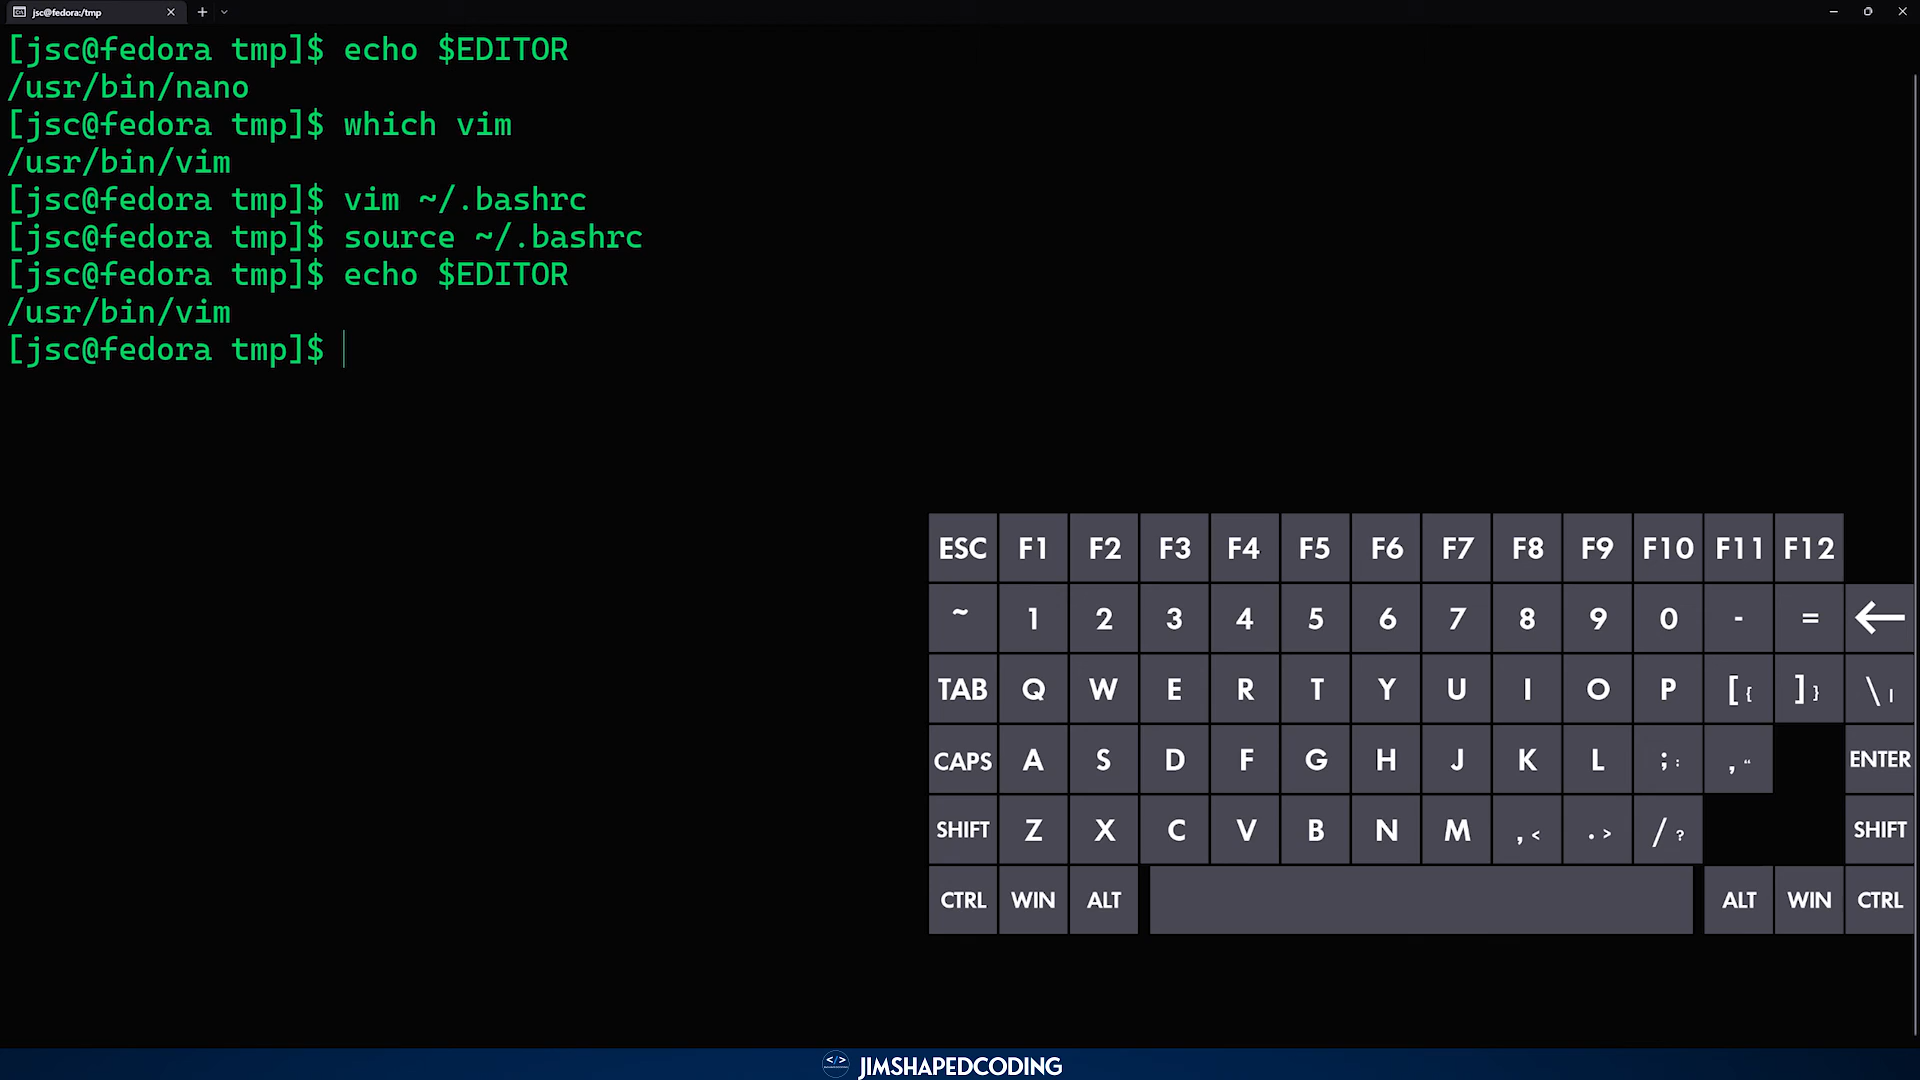 jsc@fedora:/tmp
[jsc@fedora tmp]$ echo $EDITOR
/usr/bin/nano
[jsc@fedora tmp]$ which vim
/usr/bin/vim
[jsc@fedora tmp]$ vim ~/.bashrc
[jsc@fedora tmp]$ source ~/.bashrc
[jsc@fedora tmp]$ echo $EDITOR
/usr/bin/vim
[jsc@fedora tmp]$
ESC F1 F2 F3 F4 F5 F6 F7 F8 F9 F10 F11 F12
~ 1 2 3 4 5 6 7 8 9 0 - = ←
TAB Q W E R T Y U I O P [ { ] } \ |
CAPS A S D F G H J K L ; : , “ ENTER
SHIFT Z X C V B N M , < . > / ? SHIFT
CTRL WIN ALT ALT WIN CTRL
</> JIMSHAPEDCODING